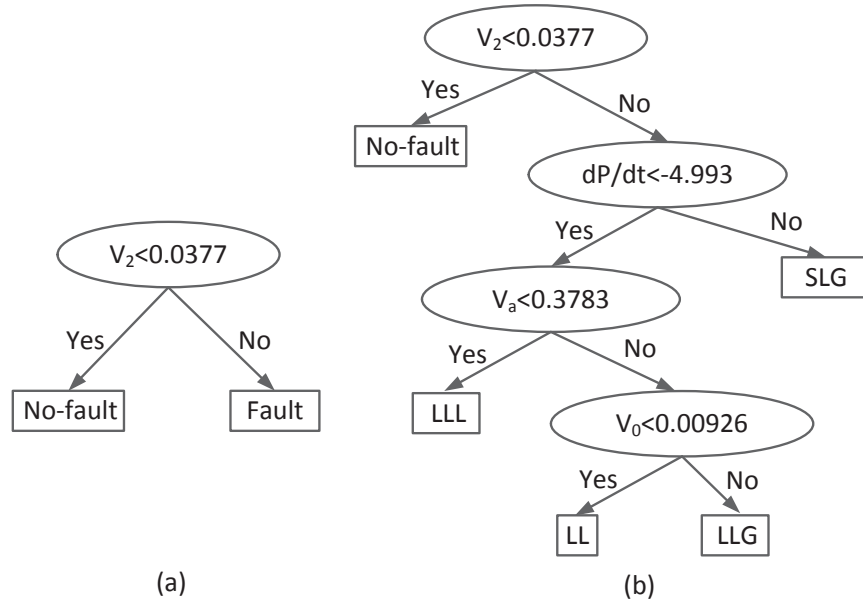 V₂<0.0377
Yes
No
No-fault
Fault
(a)
V₂<0.0377
Yes
No
No-fault
dP/dt<-4.993
Yes
No
Vₐ<0.3783
SLG
Yes
No
LLL
V₀<0.00926
Yes
No
LL
LLG
(b)